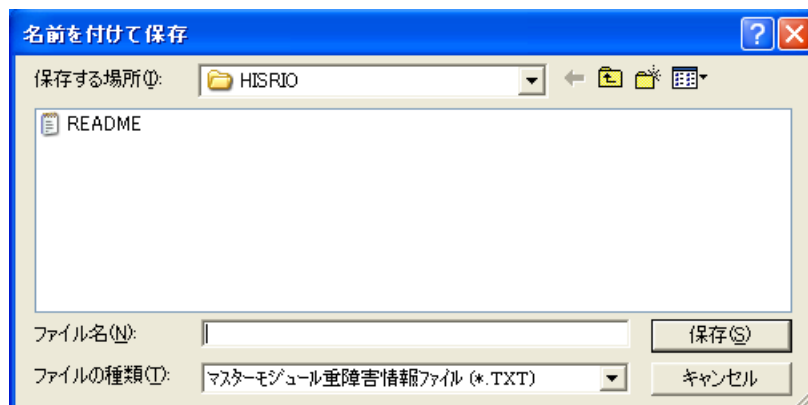 名前を付けて保存
保存する場所(I): HISRIO
README
ファイル名(N): 保存(S)
ファイルの種類(T): マスターモジュール重障害情報ファイル (*.TXT) キャンセル